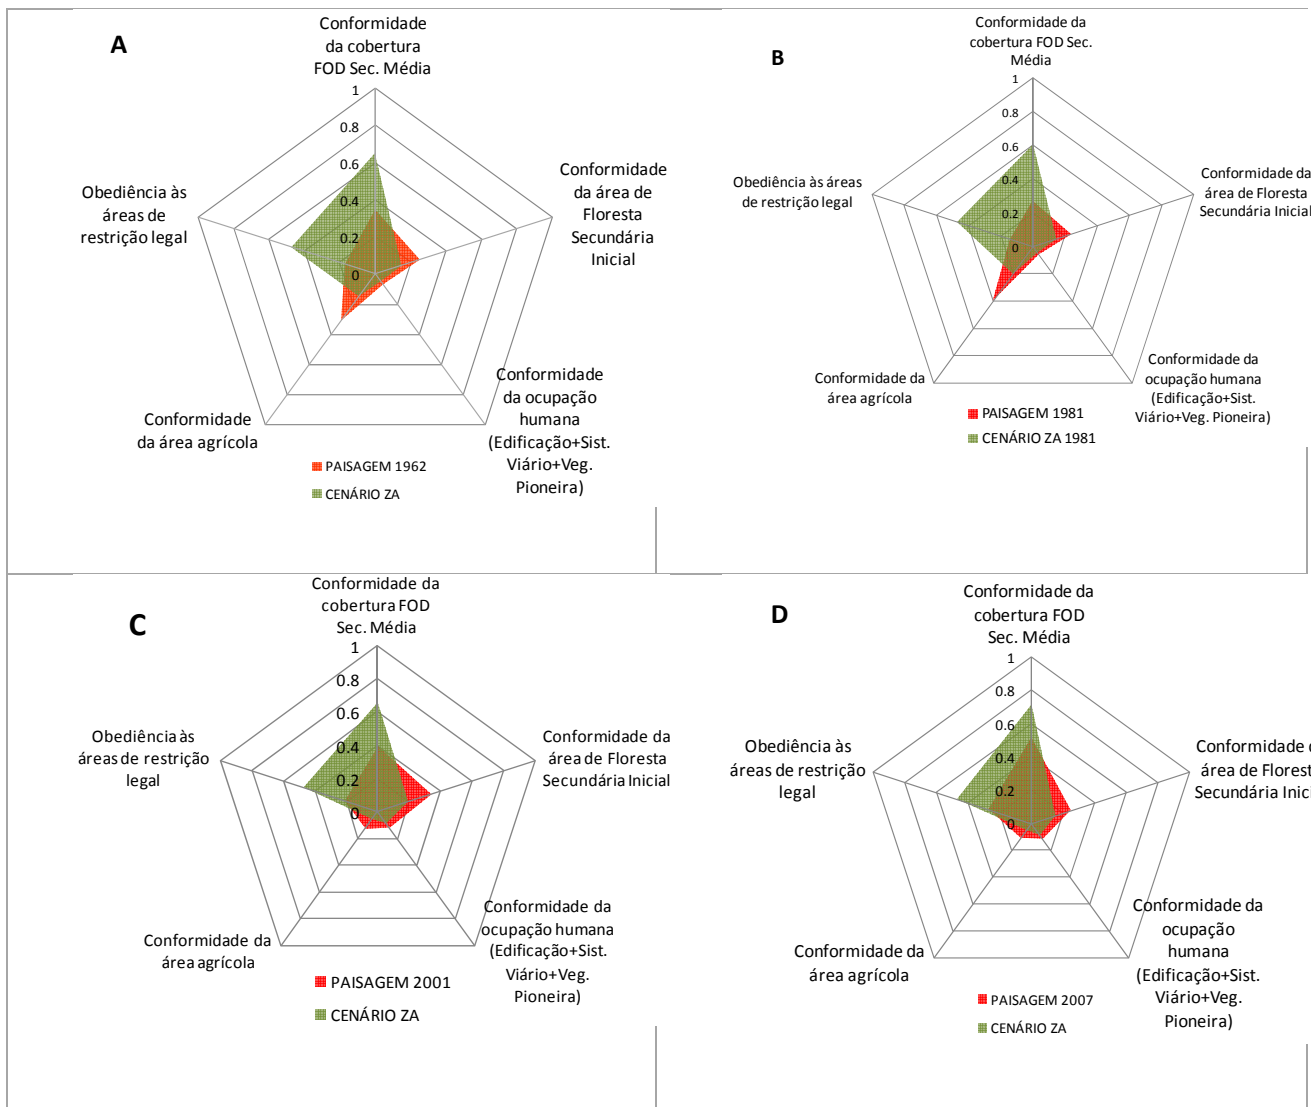 A
Conformidade
da cobertura
FOD Sec. Média
1
0.8
0.6
0.4
0.2
0
Conformidade
da área de
Floresta
Secundária
Inicial
Conformidade
da ocupação
humana
(Edificação+Sist.
Viário+Veg.
Pioneira)
Conformidade
da área agrícola
Obediência às
áreas de
restrição legal
PAISAGEM 1962
CENÁRIO ZA
B
Conformidade da
cobertura FOD Sec.
Média
1
0.8
0.6
0.4
0.2
0
Conformidade da
área de Floresta
Secundária Inicial
Conformidade da
ocupação humana
(Edificação+Sist.
Viário+Veg. Pioneira)
Conformidade da
área agrícola
Obediência às áreas
de restrição legal
PAISAGEM 1981
CENÁRIO ZA 1981
C
Conformidade da
cobertura FOD
Sec. Média
1
0.8
0.6
0.4
0.2
0
Conformidade da
área de Floresta
Secundária Inicial
Conformidade da
ocupação humana
(Edificação+Sist.
Viário+Veg.
Pioneira)
Conformidade da
área agrícola
Obediência às
áreas de restrição
legal
PAISAGEM 2001
CENÁRIO ZA
D
Conformidade da
cobertura FOD
Sec. Média
1
0.8
0.6
0.4
0.2
0
Conformidade
área de
Secundária
Conformidade da
ocupação
humana
(Edificação+Sist.
Viário+Veg.
Pioneira)
Conformidade da
área agrícola
Obediência às
áreas de restrição
legal
PAISAGEM 2007
CENÁRIO ZA